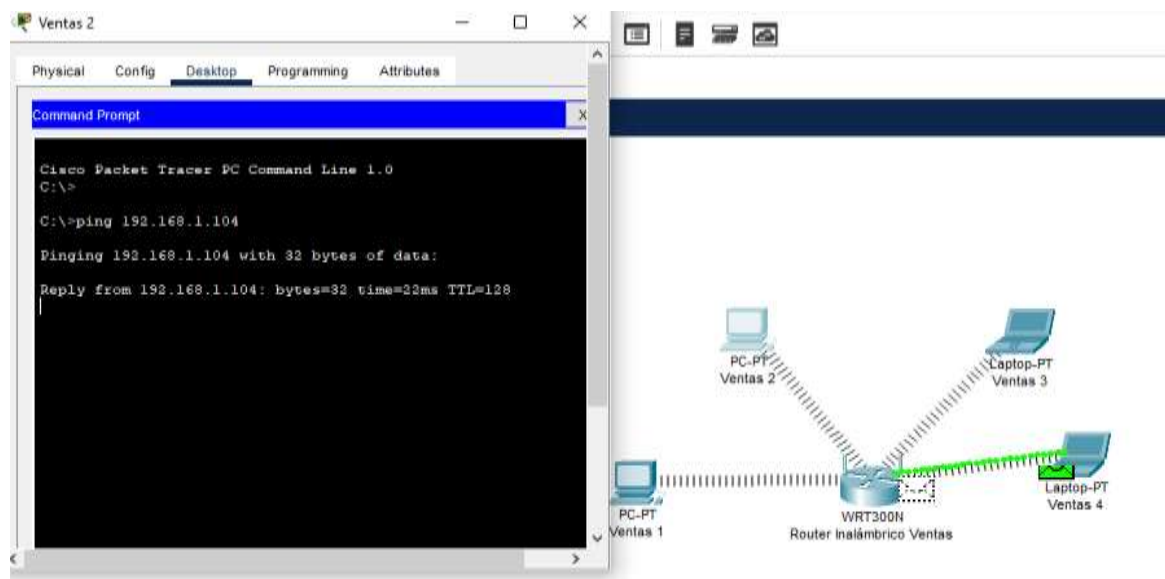 Ventas 2
Physical Config Desktop Programming Attributes
Command Prompt
X
Cisco Packet Tracer PC Command Line 1.0
C:\>
C:\>ping 192.168.1.104
Pinging 192.168.1.104 with 32 bytes of data:
Reply from 192.168.1.104: bytes=32 time=22ms TTL=128
PC-PT
Ventas 2
Laptop-PT
Ventas 3
Laptop-PT
Ventas 4
PC-PT
Ventas 1
WRT300N
Router Inalámbrico Ventas